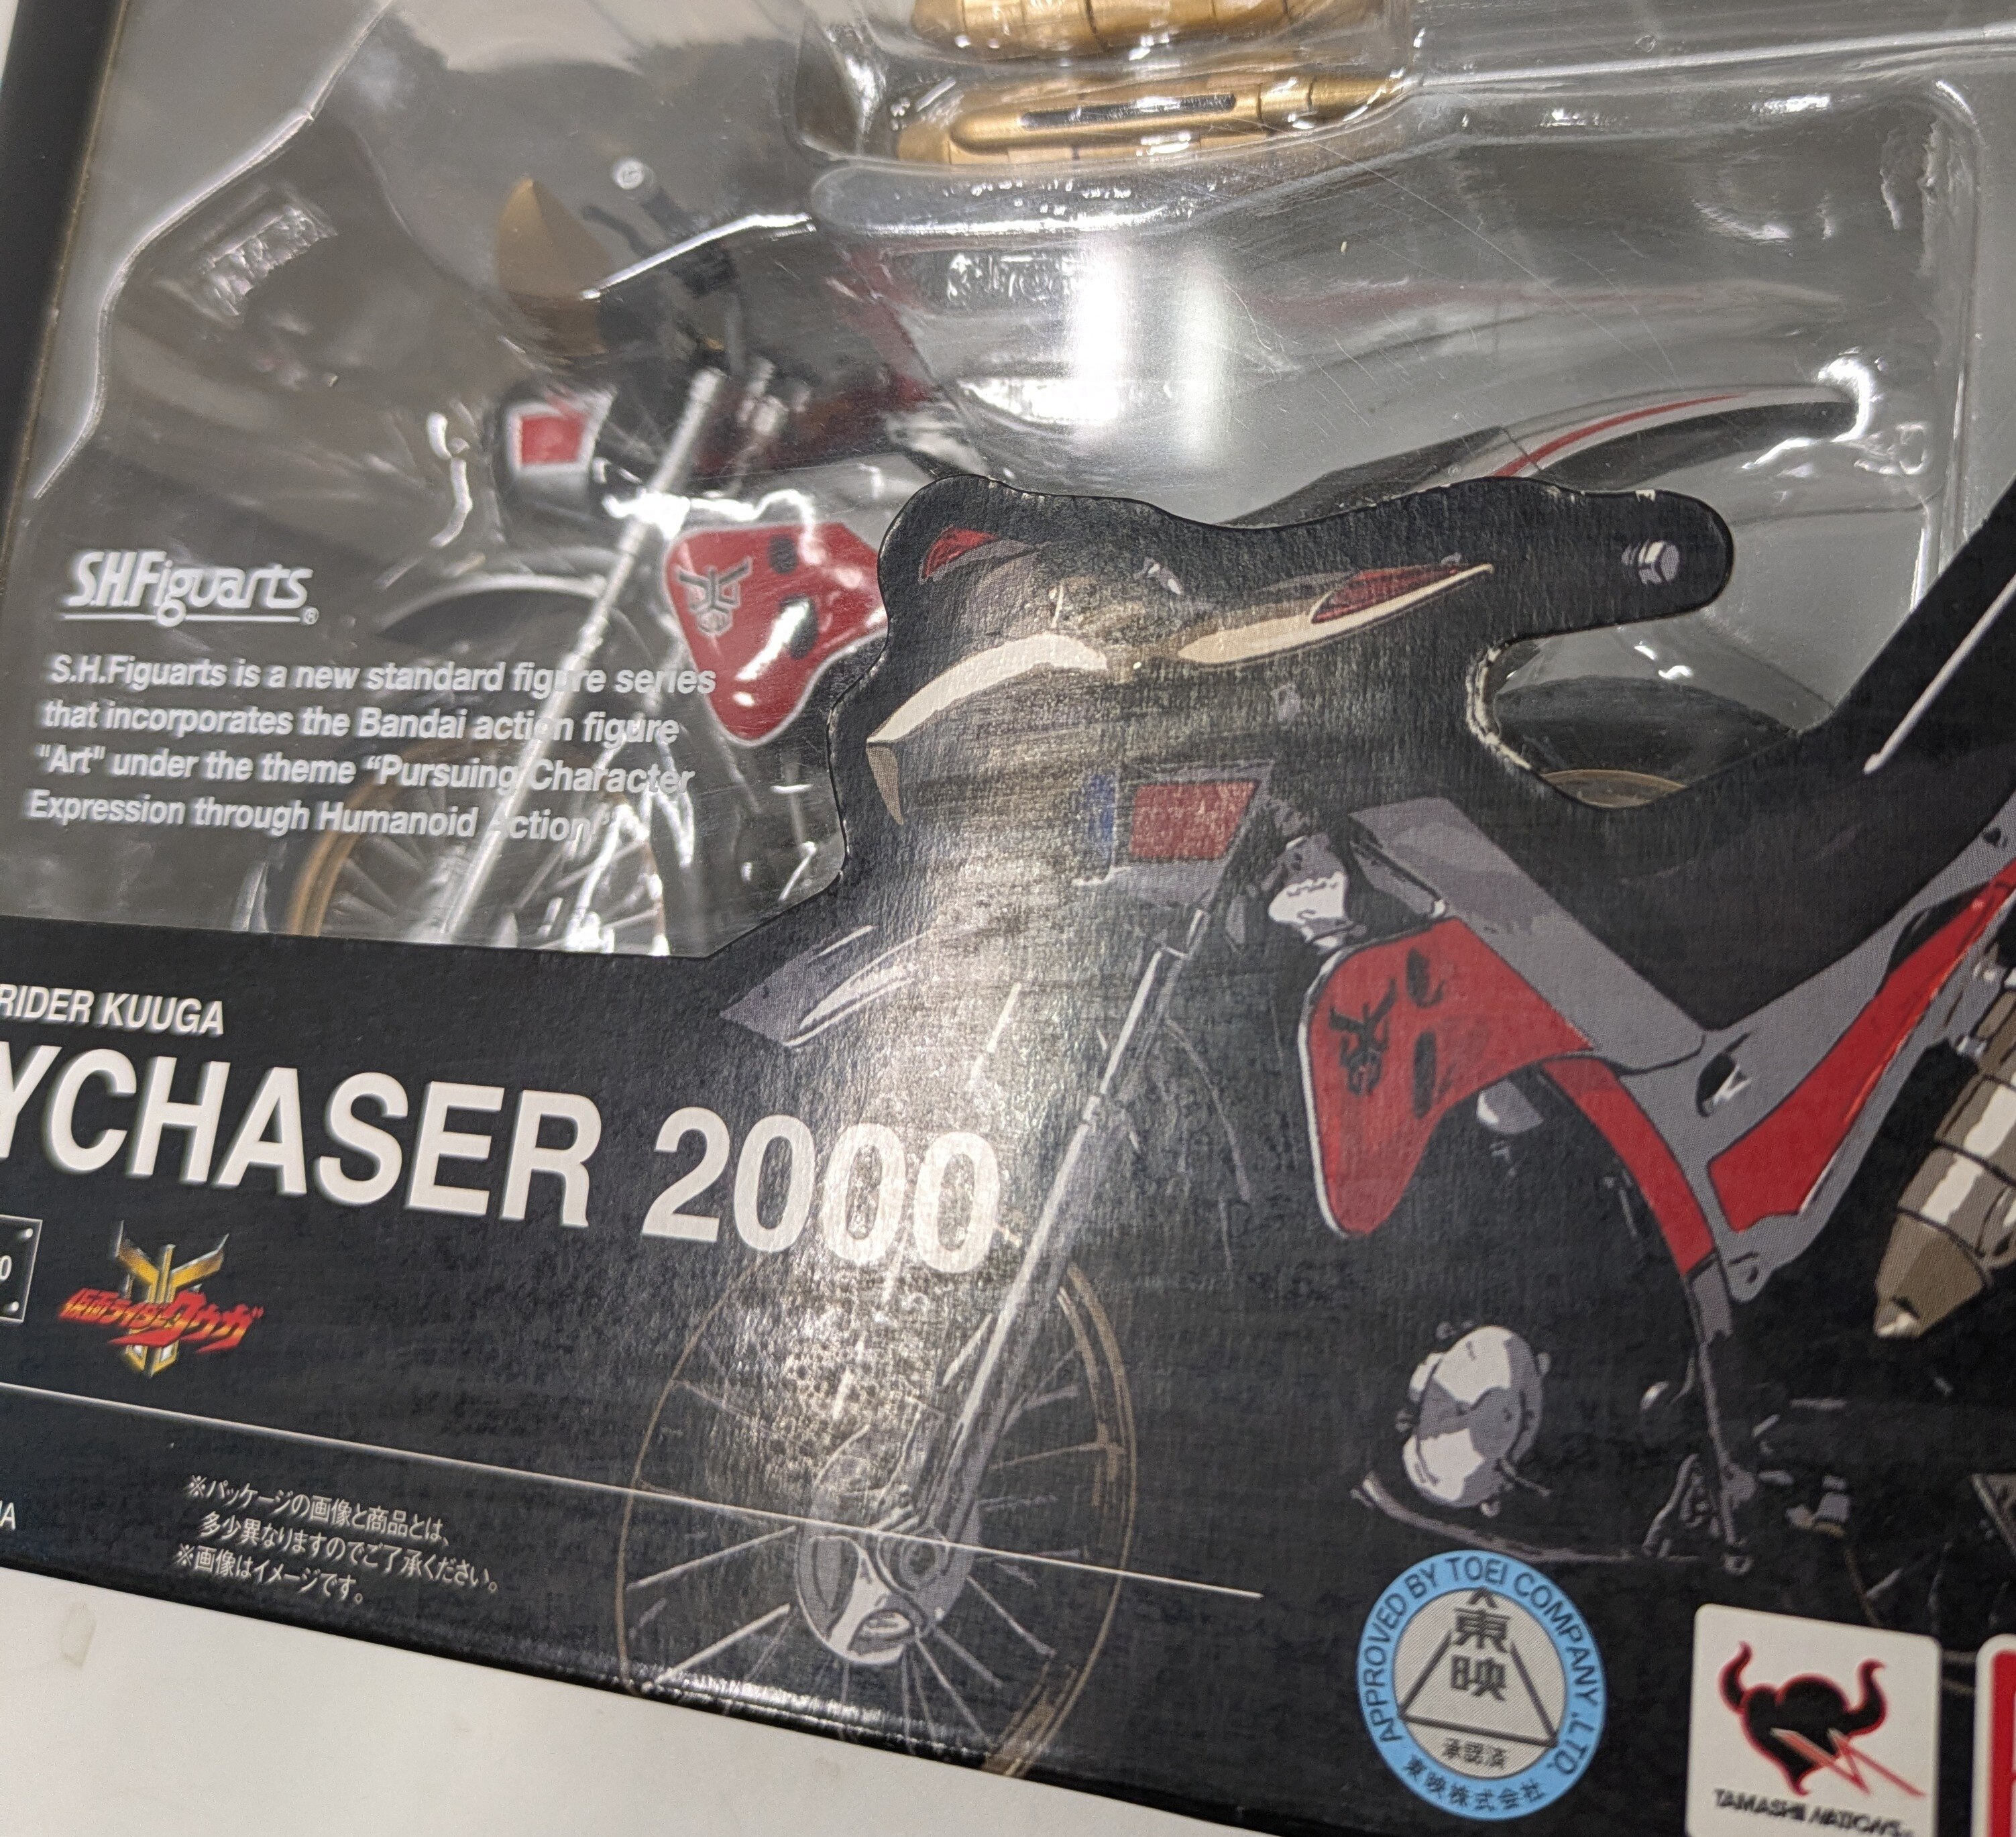 S.H.Figuarts®
S.H.Figuarts is a new standard figure series
that incorporates the Bandai action figure
"Art" under the theme “Pursuing Character
Expression through Humanoid Action.”
RIDER KUUGA
YCHASER 2000
0
仮面ライダークウガ
※パッケージの画像と商品とは、
多少異なりますのでご了承ください。
※画像はイメージです。
APPROVED BY TOEI COMPANY, LTD.
東映
承認済
東映株式会社
TAMASHII NATIONS